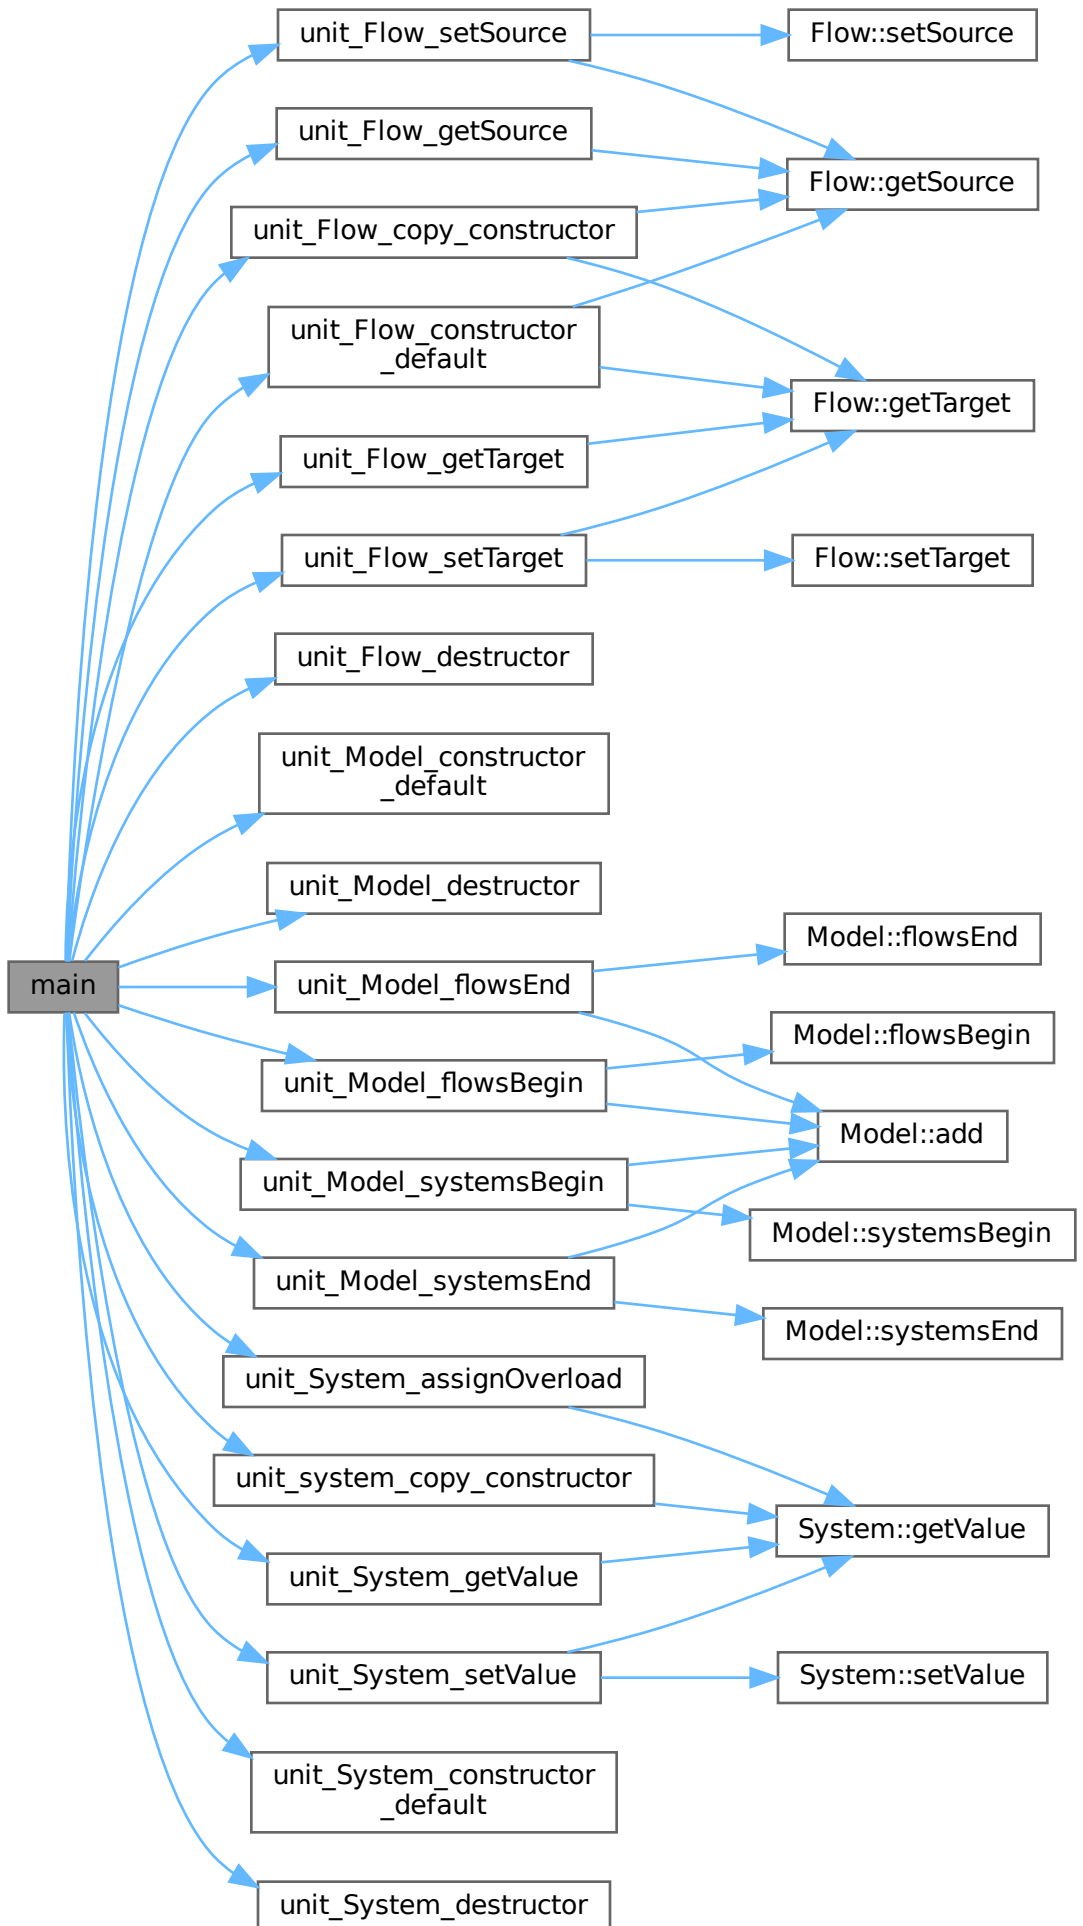 unit_Flow_setSource
Flow::setSource
unit_Flow_getSource
Flow::getSource
unit_Flow_copy_constructor
unit_Flow_constructor
_default
Flow::getTarget
unit_Flow_getTarget
unit_Flow_setTarget
Flow::setTarget
unit_Flow_destructor
unit_Model_constructor
_default
unit_Model_destructor
Model::flowsEnd
main
unit_Model_flowsEnd
Model::flowsBegin
unit_Model_flowsBegin
Model::add
unit_Model_systemsBegin
Model::systemsBegin
unit_Model_systemsEnd
Model::systemsEnd
unit_System_assignOverload
unit_system_copy_constructor
System::getValue
unit_System_getValue
unit_System_setValue
System::setValue
unit_System_constructor
_default
unit_System_destructor